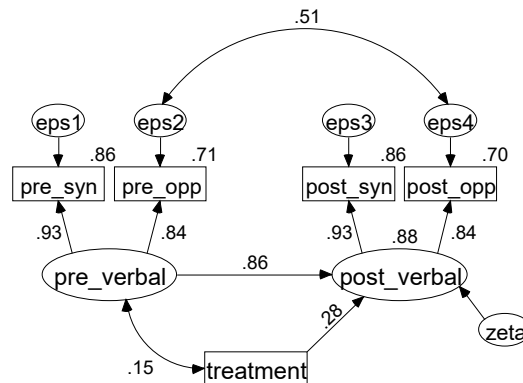 .51
eps1 eps2 eps3 eps4
.86 .71 .86 .70
pre_syn pre_opp post_syn post_opp
.93 .84 .93 .88 .84
pre_verbal .86 post_verbal
.28
zeta
.15 treatment